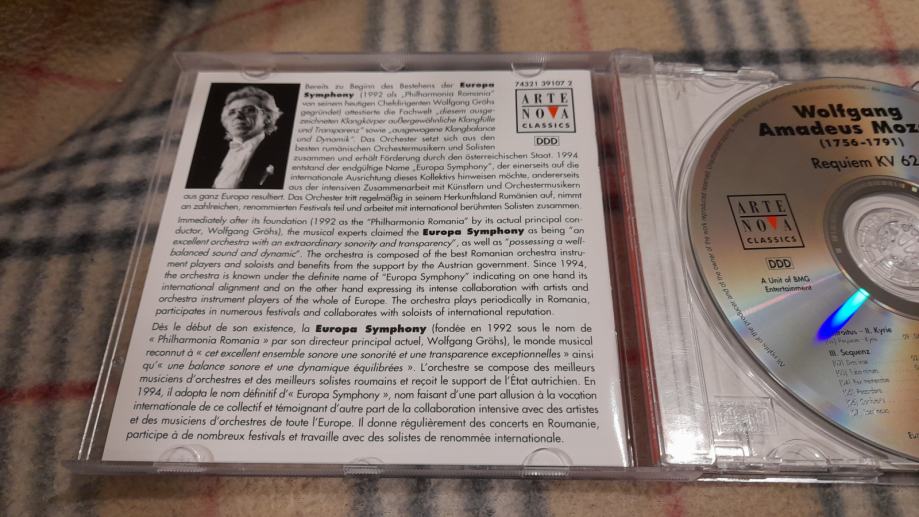 Bereits zu Beginn des Bestehens der Europa
Symphony (1992 als „Philharmonia Romania"
von seinem heutigen Chefdirigenten Wolfgang Gröhs
gegründet) attestierte die Fachwelt „diesem ausge-
zeichneten Klangkörper außergewöhnliche Klangfülle
und Transparenz" sowie „ausgewogene Klangbalance
und Dynamik". Das Orchester setzt sich aus den
besten rumänischen Orchestermusikern und Solisten
zusammen und erhält Förderung durch den österreichischen Staat. 1994
entstand der endgültige Name „Europa Symphony", der einerseits auf die
internationale Ausrichtung dieses Kollektivs hinweisen möchte, andererseits
aus der intensiven Zusammenarbeit mit Künstlern und Orchestermusikern
aus ganz Europa resultiert. Das Orchester tritt regelmäßig in seinem Herkunftsland Rumänien auf, nimmt
an zahlreichen, renommierten Festivals teil und arbeitet mit international berühmten Solisten zusammen.
74321 39107 2
ARTE
NOVA
CLASSICS
DDD
Immediately after its foundation (1992 as the "Philharmonia Romania" by its actual principal con-
ductor, Wolfgang Gröhs), the musical experts claimed the Europa Symphony as being "an
excellent orchestra with an extraordinary sonority and transparency", as well as "possessing a well-
balanced sound and dynamic". The orchestra is composed of the best Romanian orchestra instru-
ment players and soloists and benefits from the support by the Austrian government. Since 1994,
the orchestra is known under the definite name of "Europa Symphony" indicating on one hand its
international alignment and on the other hand expressing its intense collaboration with artists and
orchestra instrument players of the whole of Europe. The orchestra plays periodically in Romania,
participates in numerous festivals and collaborates with soloists of international reputation.
Dès le début de son existence, la Europa Symphony (fondée en 1992 sous le nom de
« Philharmonia Romania » par son directeur principal actuel, Wolfgang Gröhs), le monde musical
reconnut à « cet excellent ensemble sonore une sonorité et une transparence exceptionnelles » ainsi
qu'« une balance sonore et une dynamique équilibrées ». L'orchestre se compose des meilleurs
musiciens d'orchestres et des meilleurs solistes roumains et reçoit le support de l'État autrichien. En
1994, il adopta le nom définitif d'« Europa Symphony », nom faisant d'une part allusion à la vocation
internationale de ce collectif et témoignant d'autre part de la collaboration intensive avec des artistes
et des musiciens d'orchestres de toute l'Europe. Il donne régulièrement des concerts en Roumanie,
participe à de nombreux festivals et travaille avec des solistes de renommée internationale.
Wolfgang
Amadeus Moz
(1756-1791)
Requiem KV 62
ARTE
NOVA
CLASSICS
DDD
A Unit of BMG
Entertainment
II. Kyrie
III. Sequenz